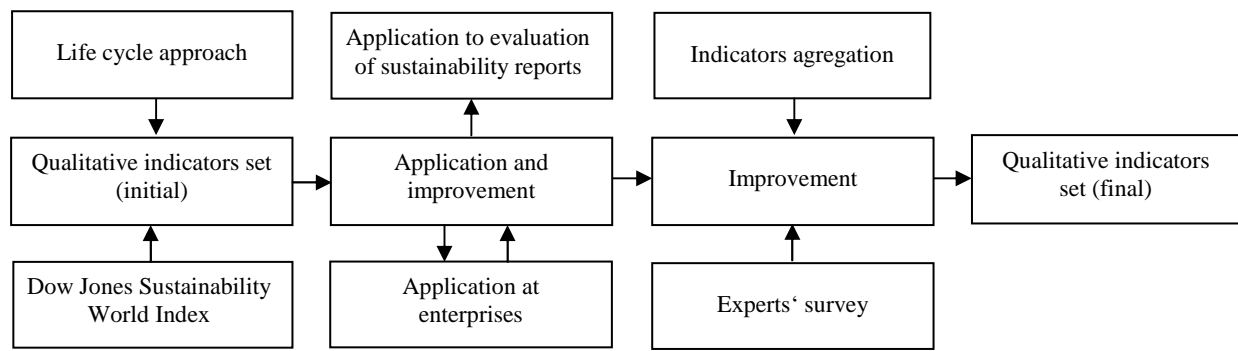 Life cycle approach
Application to evaluation
of sustainability reports
Indicators agregation
Qualitative indicators set
(initial)
Application and
improvement
Improvement
Qualitative indicators
set (final)
Dow Jones Sustainability
World Index
Application at
enterprises
Experts‘ survey